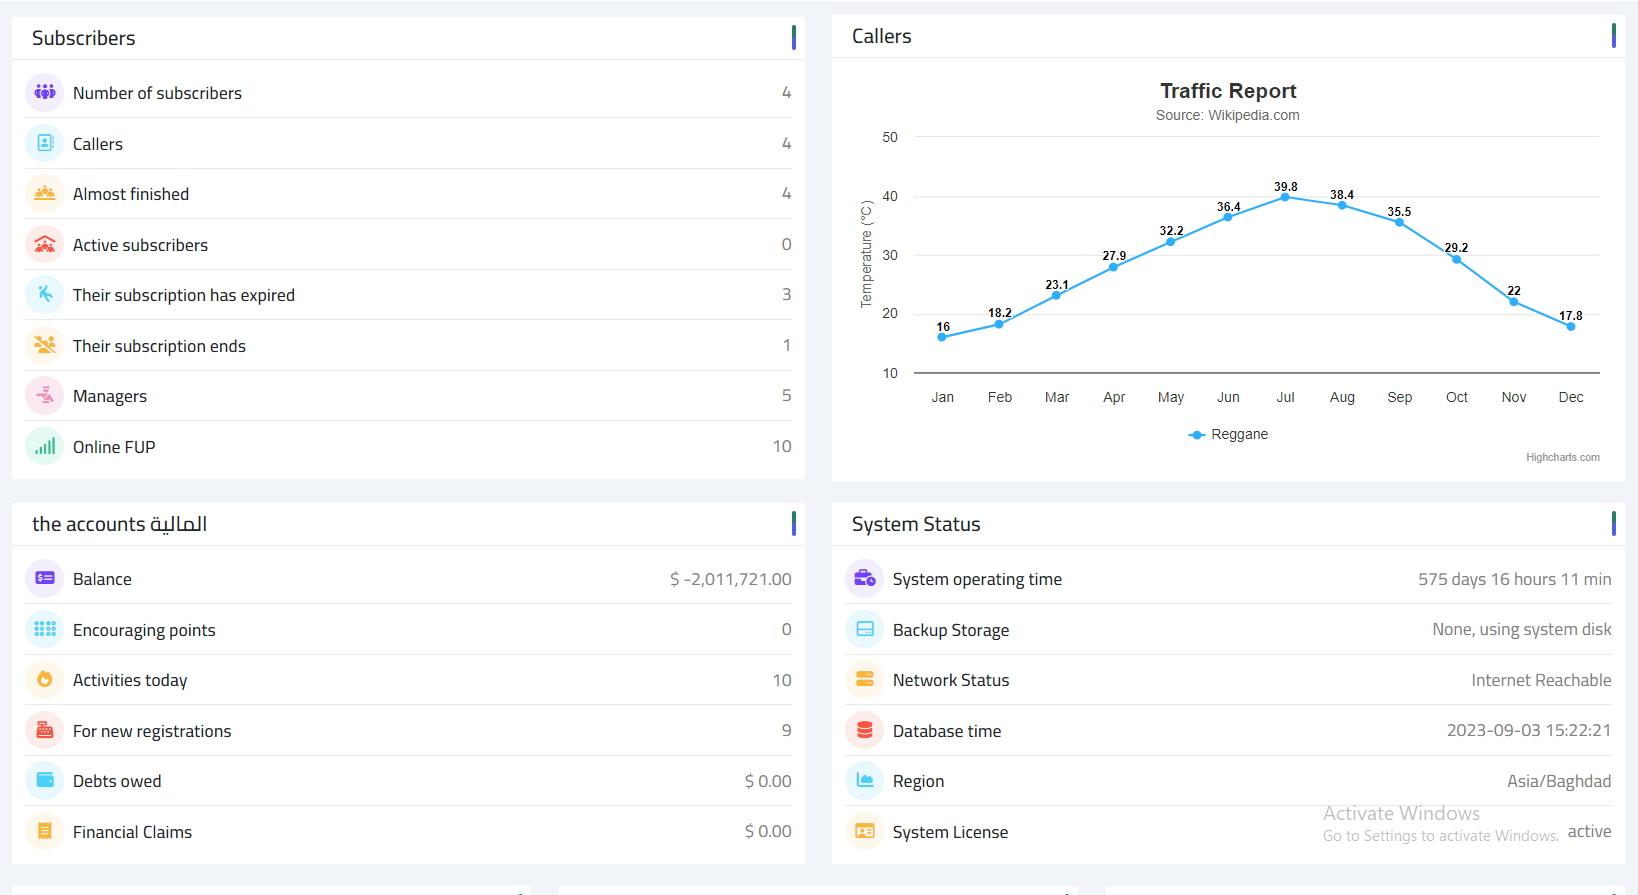 Subscribers
Number of subscribers 4
Callers 4
Almost finished 4
Active subscribers 0
Their subscription has expired 3
Their subscription ends 1
Managers 5
Online FUP 10
Callers
Traffic Report
Source: Wikipedia.com
Temperature (°C)
50
40
30
20
10
16 18.2 23.1 27.9 32.2 36.4 39.8 38.4 35.5 29.2 22 17.8
Jan Feb Mar Apr May Jun Jul Aug Sep Oct Nov Dec
Reggane
Highcharts.com
the accounts المالية
Balance $ -2,011,721.00
Encouraging points 0
Activities today 10
For new registrations 9
Debts owed $ 0.00
Financial Claims $ 0.00
System Status
System operating time 575 days 16 hours 11 min
Backup Storage None, using system disk
Network Status Internet Reachable
Database time 2023-09-03 15:22:21
Region Asia/Baghdad
System License active
Activate Windows
Go to Settings to activate Windows.